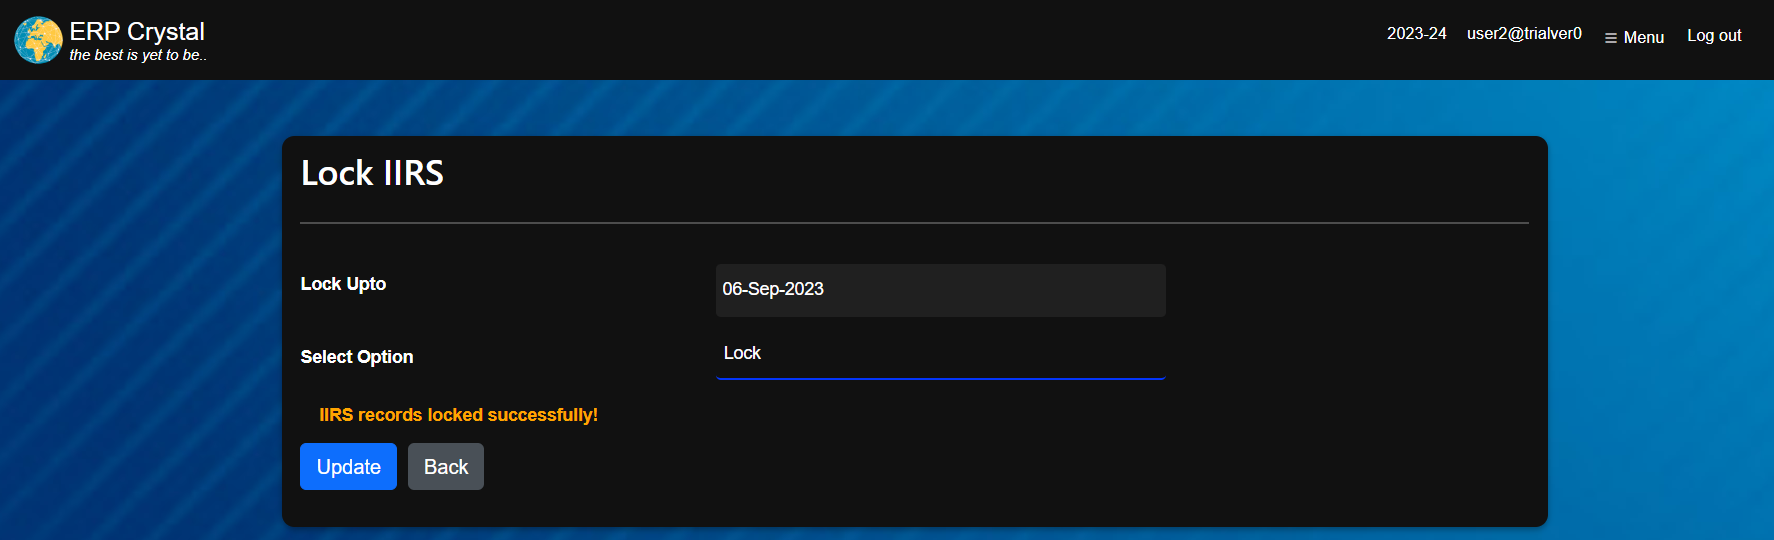 ERP Crystal
the best is yet to be..
2023-24 user2@trialver0 Menu Log out
Lock IIRS
Lock Upto 06-Sep-2023
Select Option Lock
IIRS records locked successfully!
Update Back